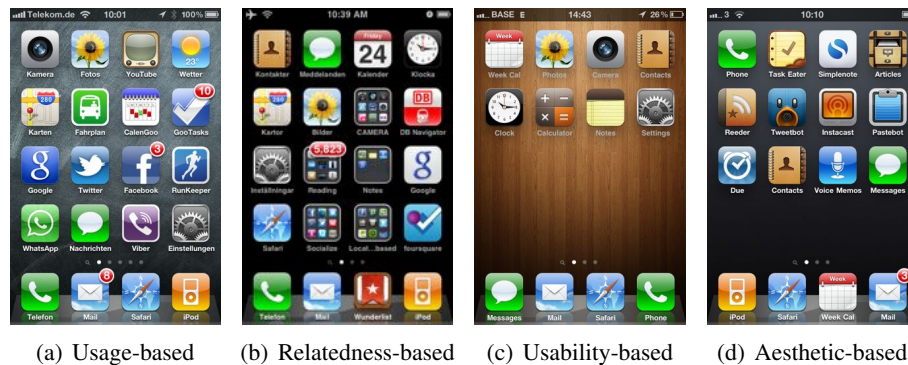 Telekom.de 10:01 100%
Kamera Fotos YouTube Wetter
23°
280
10
Karten Fahrplan CalenGoo GooTasks
3
Google Twitter Facebook RunKeeper
WhatsApp Nachrichten Viber Einstellungen
8
Telefon Mail Safari iPod
(a) Usage-based
10:39 AM
Friday
24
Kontakter Meddelanden Kalender Klocka
280
DB
Kartor Bilder CAMERA DB Navigator
5,823
Inställningar Reading Notes Google
Safari Socialize Local...based foursquare
Telefon Mail Wunderlist iPod
(b) Relatedness-based
BASE E 14:43 26%
Week
Week Cal Photos Camera Contacts
Clock Calculator Notes Settings
Messages Mail Safari Phone
(c) Usability-based
3 10:10
Phone Task Eater Simplenote Articles
Reeder Tweetbot Instacast Pastebot
Due Contacts Voice Memos Messages
Week
3
iPod Safari Week Cal Mail
(d) Aesthetic-based